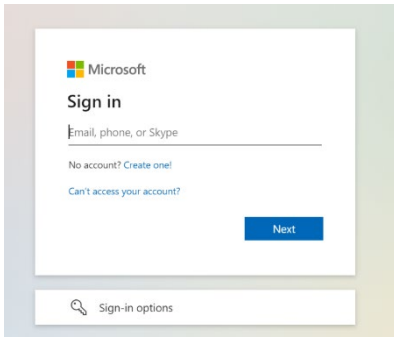 Microsoft
Sign in
Email, phone, or Skype
No account? Create one!
Can't access your account?
Next
Sign-in options